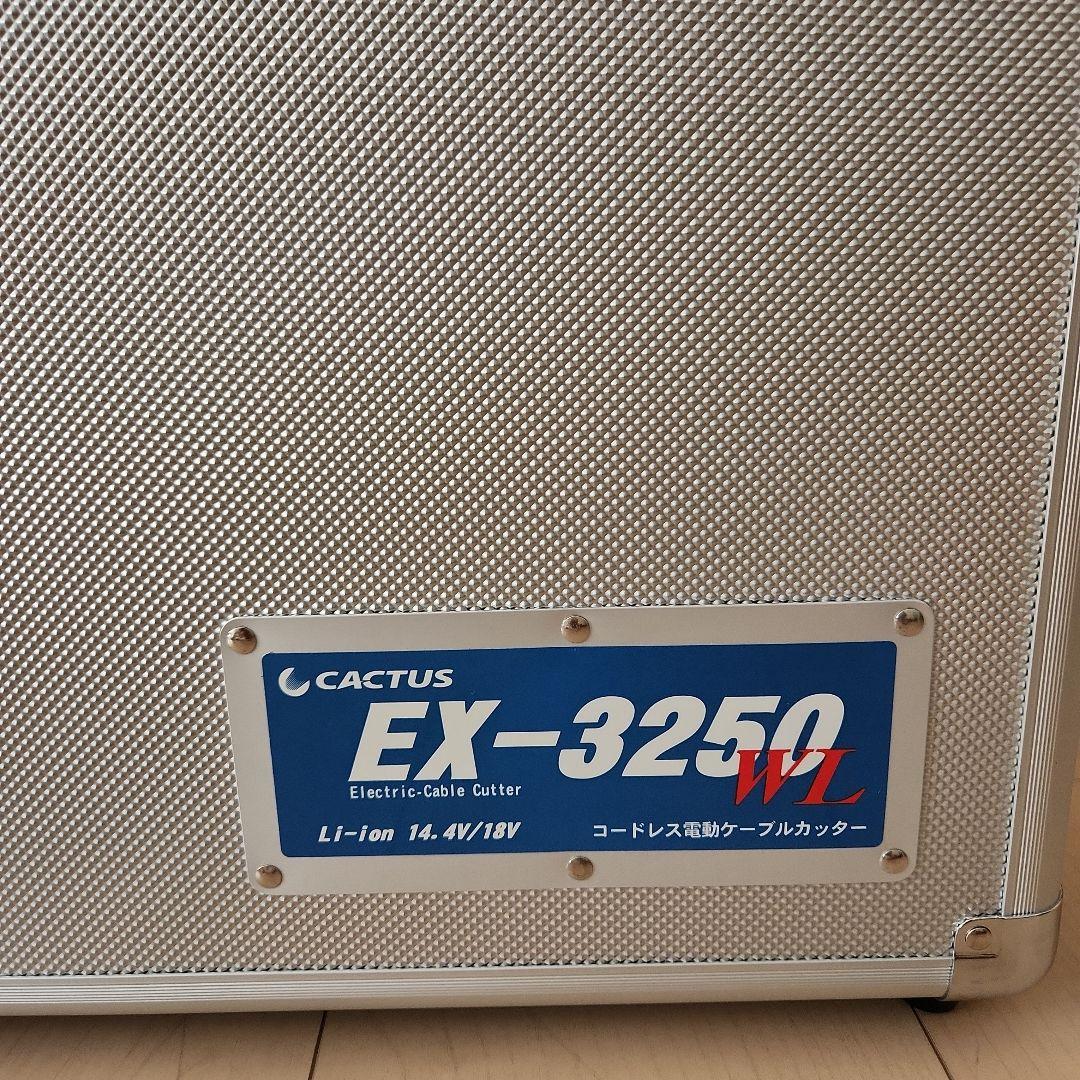 CACTUS
EX-3250WL
Electric-Cable Cutter
Li-ion 14.4V/18V
コードレス電動ケーブルカッター